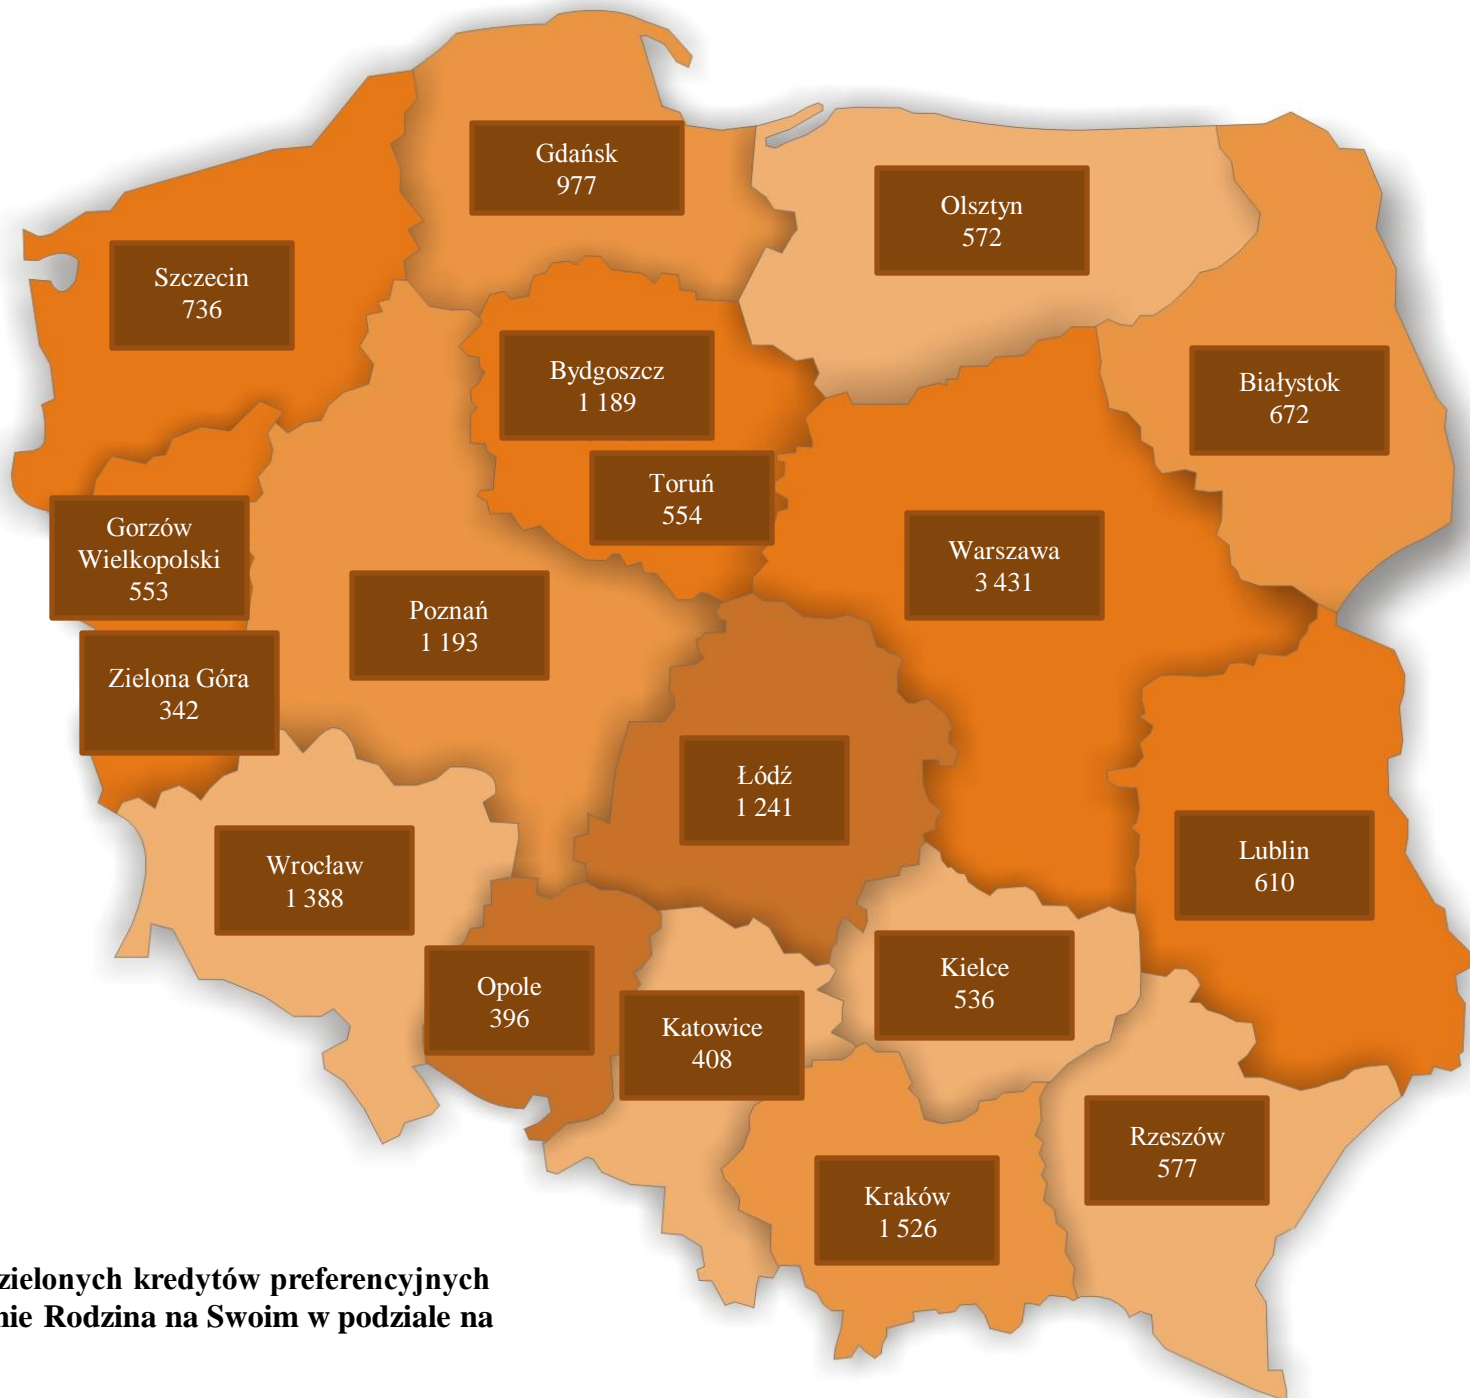 Gdańsk
977
Olsztyn
572
Szczecin
736
Bydgoszcz
1 189
Białystok
672
Toruń
554
Gorzów
Wielkopolski
553
Warszawa
3 431
Poznań
1 193
Zielona Góra
342
Łódź
1 241
Wrocław
1 388
Lublin
610
Kielce
536
Opole
396
Katowice
408
Rzeszów
577
Kraków
1 526
zielonych kredytów preferencyjnych
nie Rodzina na Swoim w podziale na